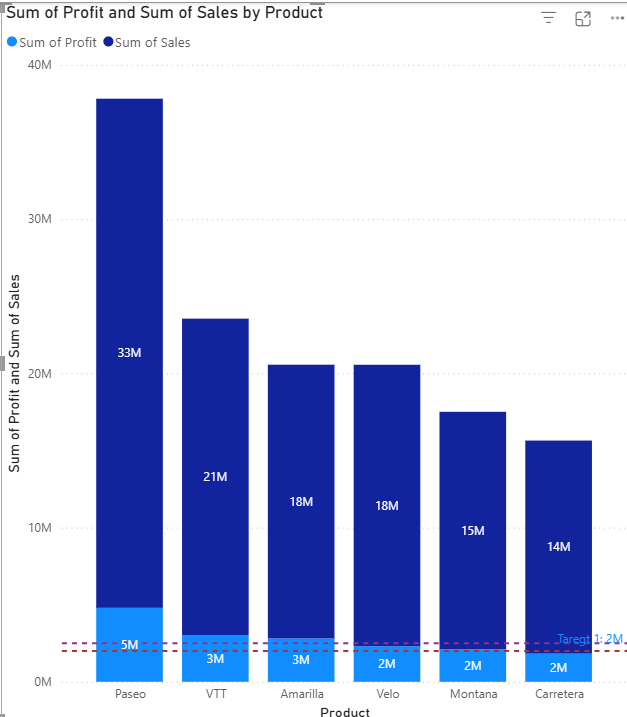 Sum of Profit and Sum of Sales by Product
Sum of Profit Sum of Sales
Sum of Profit and Sum of Sales
40M
30M
20M
10M
0M
33M
21M
18M
18M
15M
14M
5M
3M
3M
2M
2M
2M
Taregt 1: 2M
Paseo VTT Amarilla Velo Montana Carretera
Product